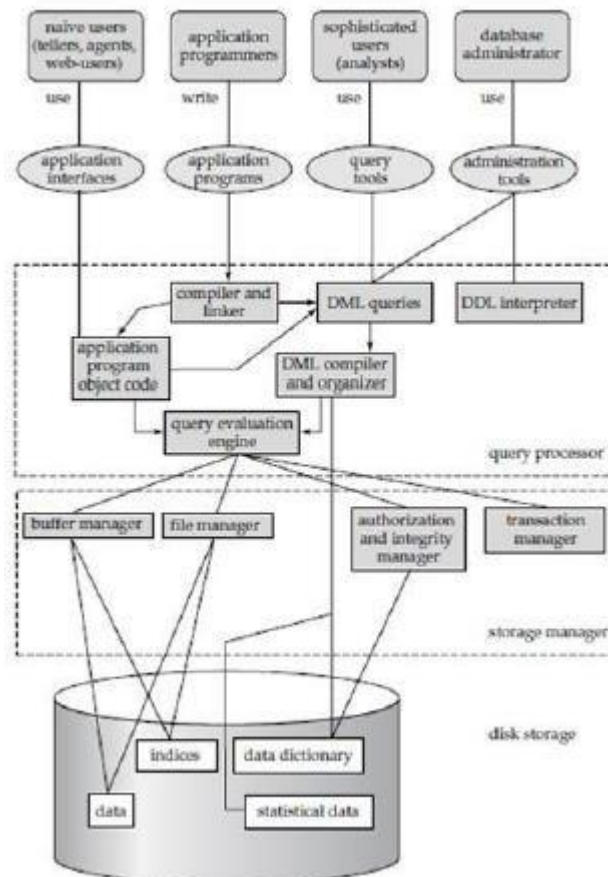 naive users
(tellers, agents,
web-users)
application
programmers
sophisticated
users
(analysts)
database
administrator
use
write
use
use
application
interfaces
application
programs
query
tools
administration
tools
compiler and
linker
DML queries
DDL interpreter
application
program
object code
DML compiler
and organizer
query evaluation
engine
query processor
buffer manager
file manager
authorization
and integrity
manager
transaction
manager
storage manager
disk storage
indices
data dictionary
data
statistical data